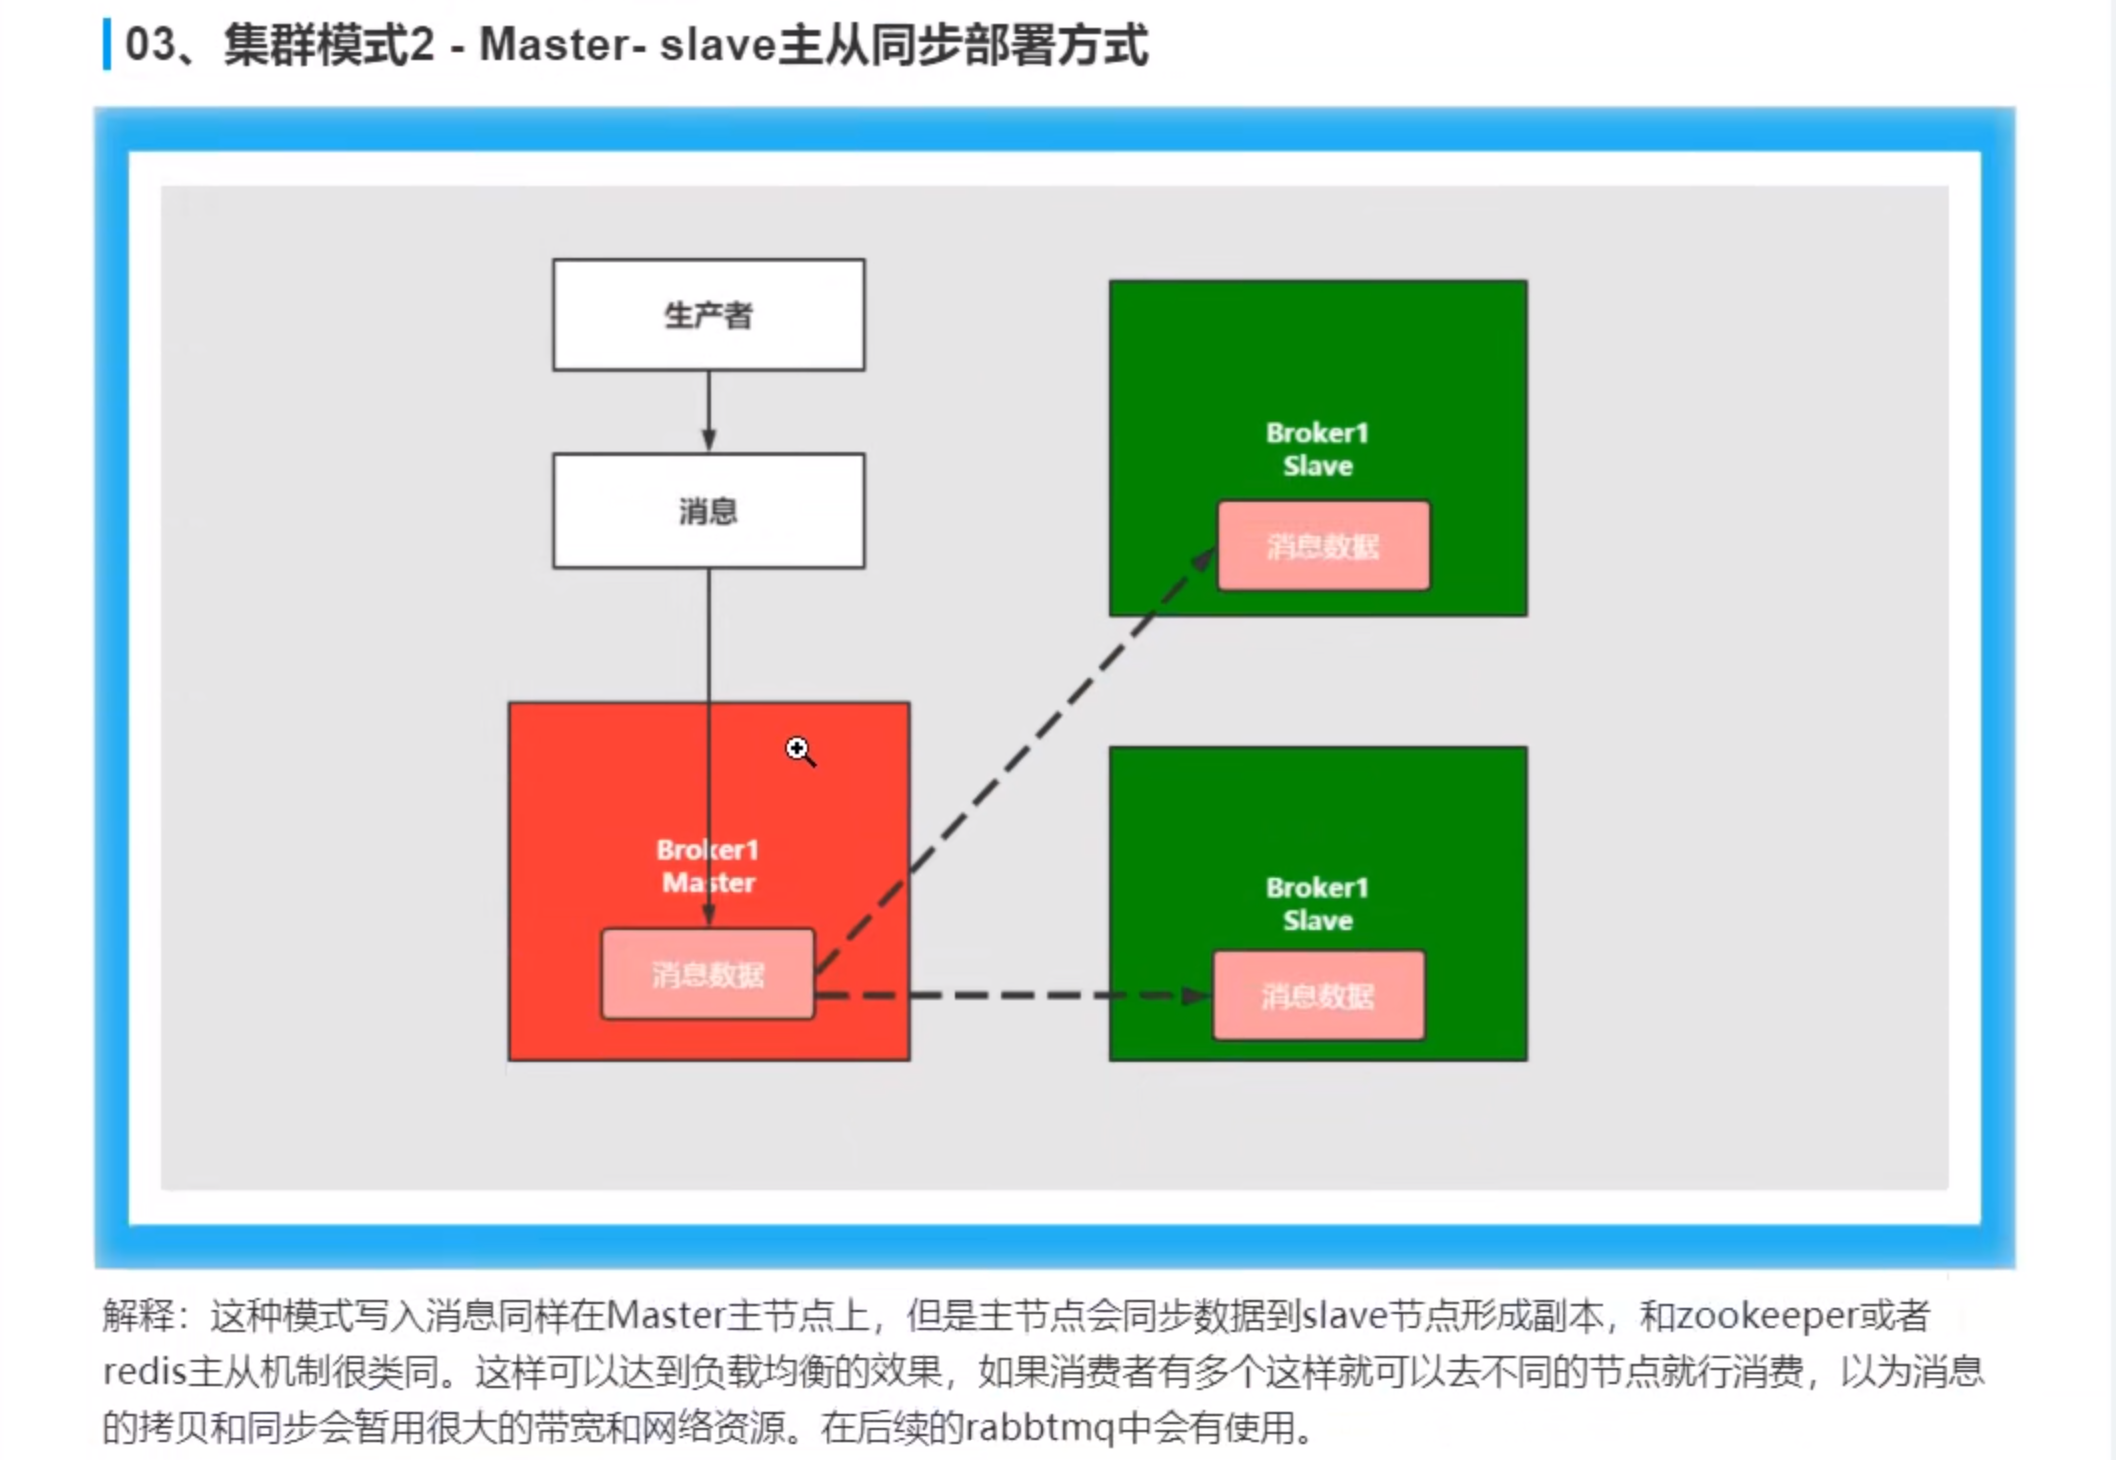 03、集群模式2 - Master- slave主从同步部署方式
生产者
消息
Broker1
Master
消息数据
Broker1
Slave
消息数据
Broker1
Slave
消息数据
解释：这种模式写入消息同样在Master主节点上，但是主节点会同步数据到slave节点形成副本，和zookeeper或者
redis主从机制很类同。这样可以达到负载均衡的效果，如果消费者有多个这样就可以去不同的节点就行消费，以为消息
的拷贝和同步会暂用很大的带宽和网络资源。在后续的rabbtmq中会有使用。